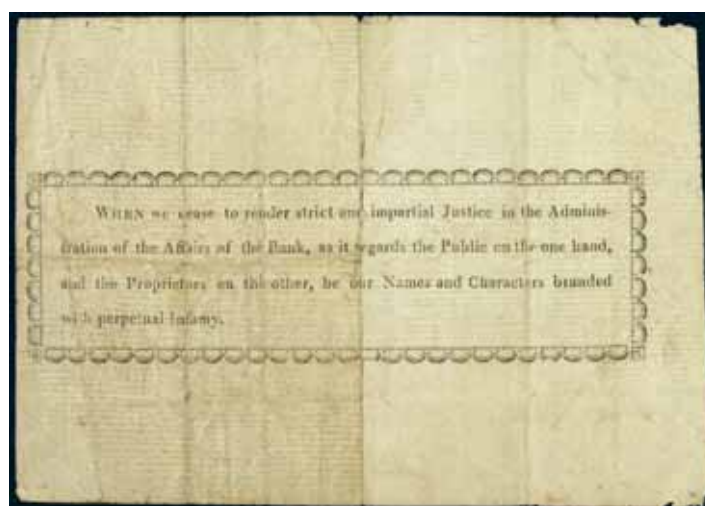 WHEN we cease to render strict and impartial Justice in the Adminis-
tration of the Affairs of the Bank, as it regards the Public on the one hand,
and the Proprietors on the other, be our Names and Characters branded
with perpetual Infamy.